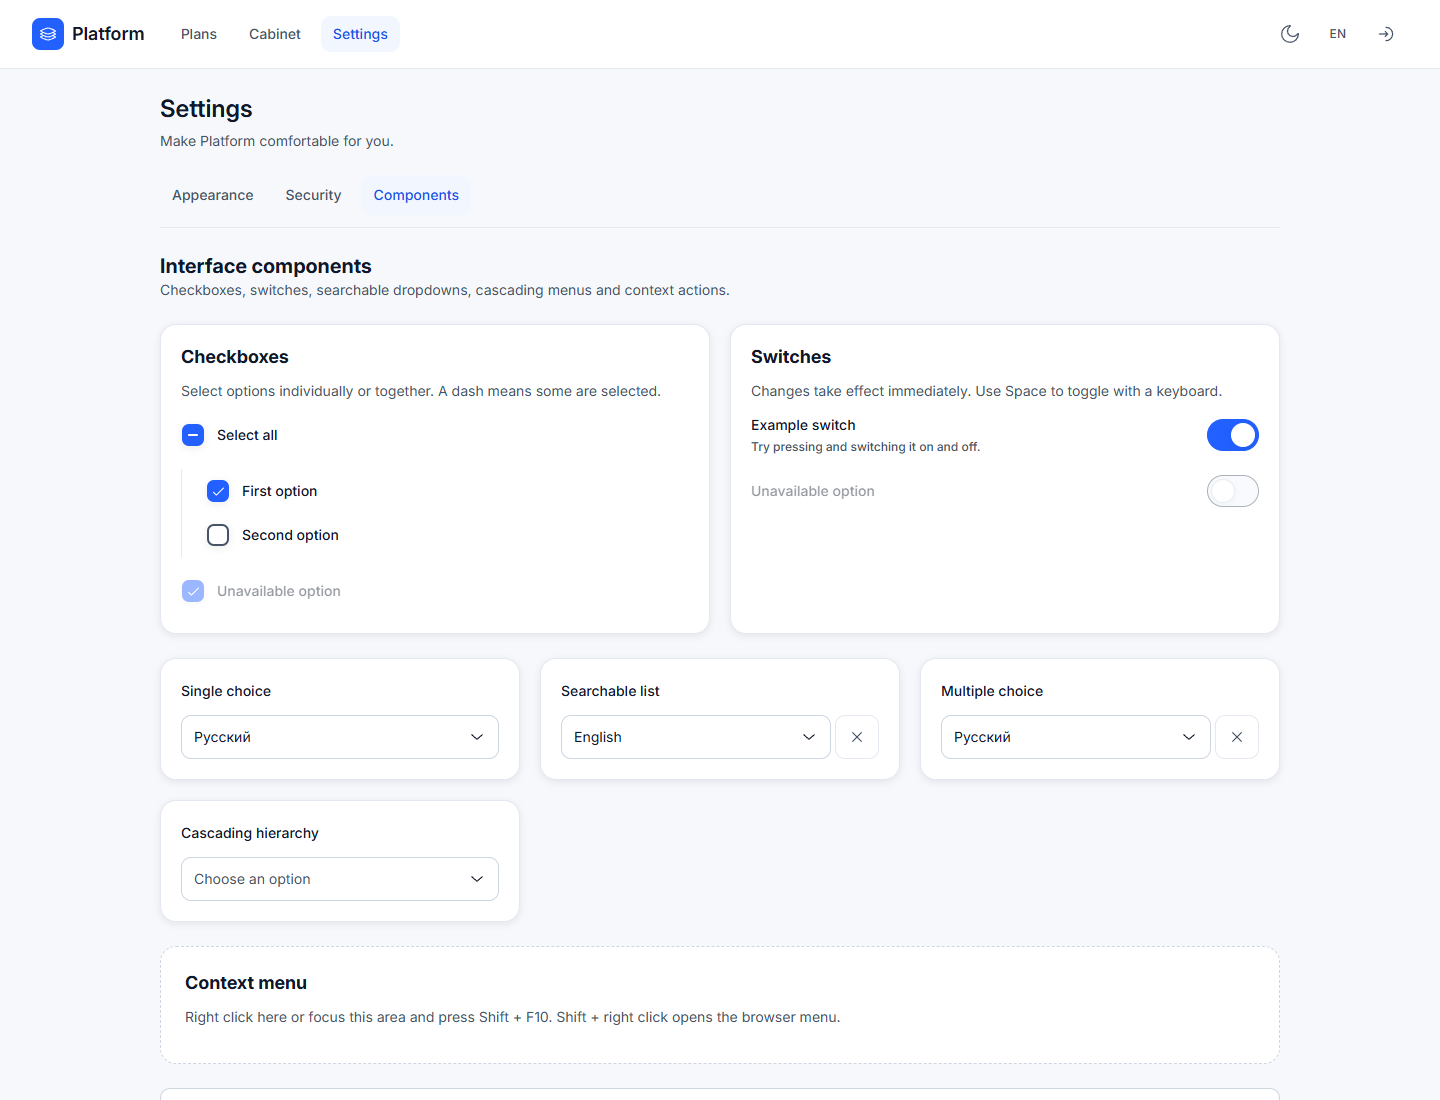 Platform
Plans
Cabinet
Settings
EN
Settings
Make Platform comfortable for you.
Appearance
Security
Components
Interface components
Checkboxes, switches, searchable dropdowns, cascading menus and context actions.
Checkboxes
Select options individually or together. A dash means some are selected.
Select all
First option
Second option
Unavailable option
Switches
Changes take effect immediately. Use Space to toggle with a keyboard.
Example switch
Try pressing and switching it on and off.
Unavailable option
Single choice
Русский
Searchable list
English
Multiple choice
Русский
Cascading hierarchy
Choose an option
Context menu
Right click here or focus this area and press Shift + F10. Shift + right click opens the browser menu.